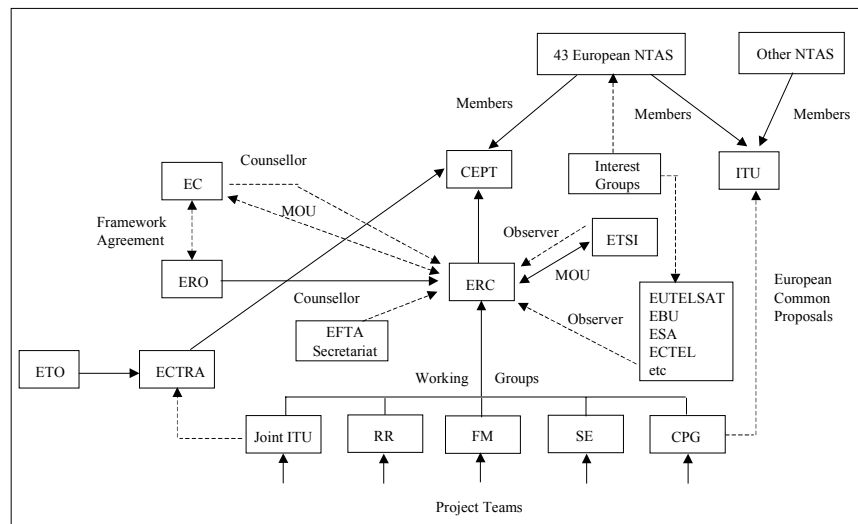 43 European NTAS
Other NTAS
Members
Members
Members
Counsellor
EC
CEPT
Interest
Groups
ITU
MOU
Framework
Agreement
Observer
ETSI
ERO
ERC
MOU
Counsellor
EFTA
Secretariat
Observer
EUTELSAT
EBU
ESA
ECTEL
etc
European
Common
Proposals
ETO
ECTRA
Working Groups
Joint ITU
RR
FM
SE
CPG
Project Teams